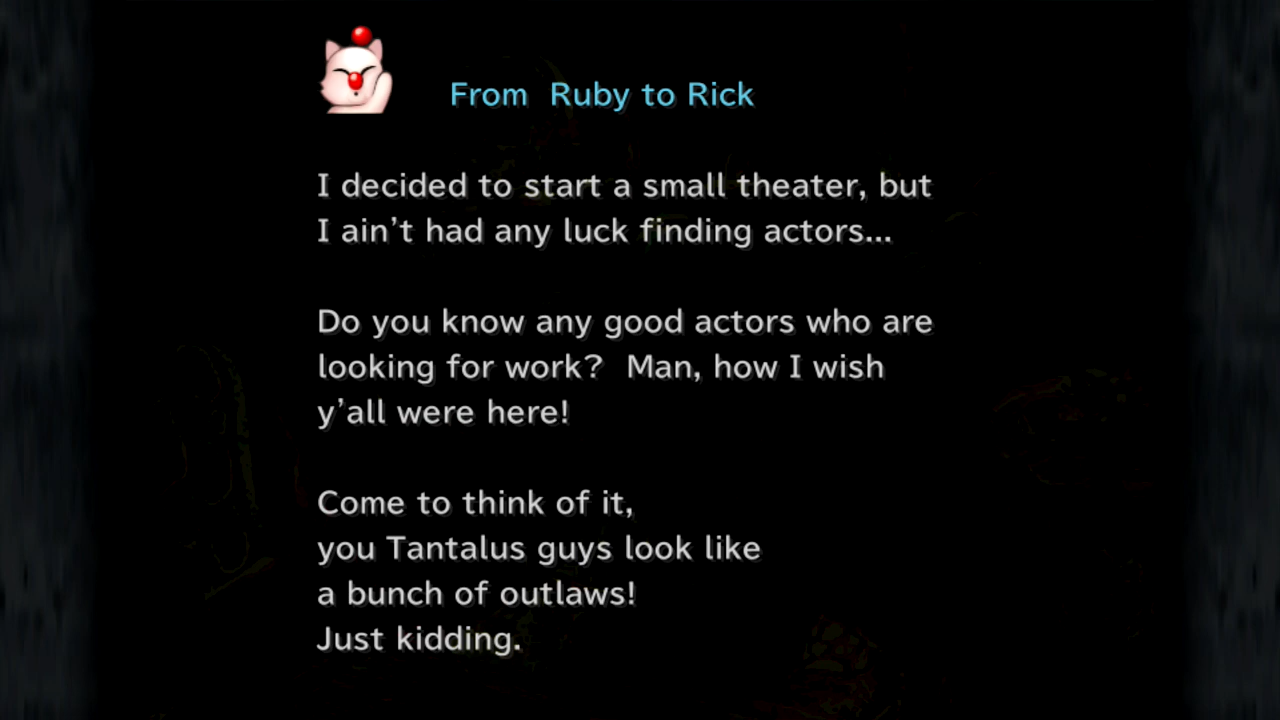 From  Ruby to Rick
I decided to start a small theater, but
I ain't had any luck finding actors...
Do you know any good actors who are
looking for work?  Man, how I wish
y'all were here!
Come to think of it,
you Tantalus guys look like
a bunch of outlaws!
Just kidding.